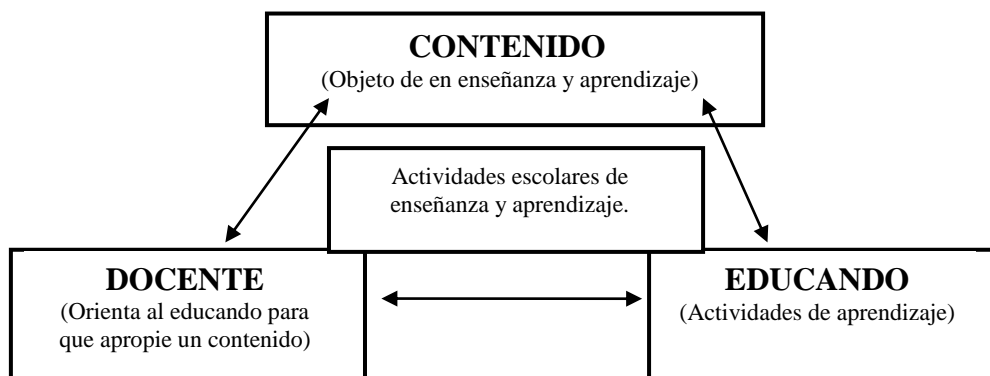 CONTENIDO
(Objeto de en enseñanza y aprendizaje)
Actividades escolares de
enseñanza y aprendizaje.
DOCENTE
(Orienta al educando para
que apropie un contenido)
EDUCANDO
(Actividades de aprendizaje)